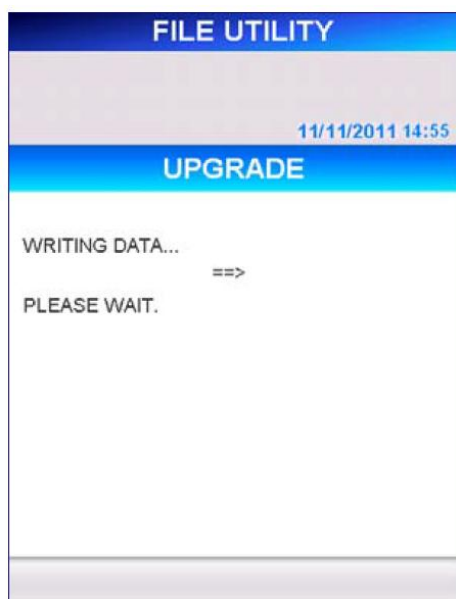 FILE UTILITY
11/11/2011 14:55
UPGRADE
WRITING DATA...
==>
PLEASE WAIT.